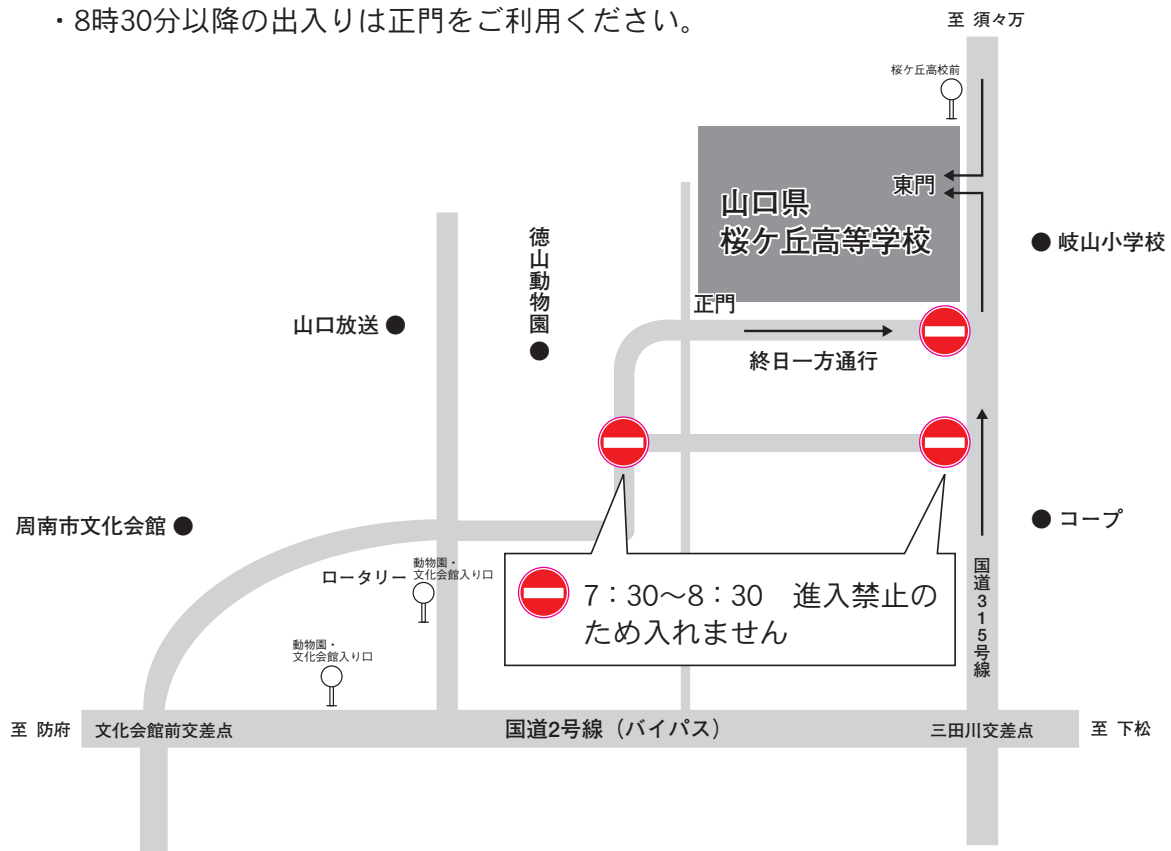 ・8時30分以降の出入りは正門をご利用ください。
至 須々万
桜ケ丘高校前
東門
山口県
桜ケ丘高等学校
岐山小学校
徳山動物園
正門
山口放送
終日一方通行
周南市文化会館
コープ
動物園・
文化会館入り口
ロータリー
7：30～8：30　進入禁止の
ため入れません
国道315号線
動物園・
文化会館入り口
至 防府
文化会館前交差点
国道2号線（バイパス）
三田川交差点
至 下松